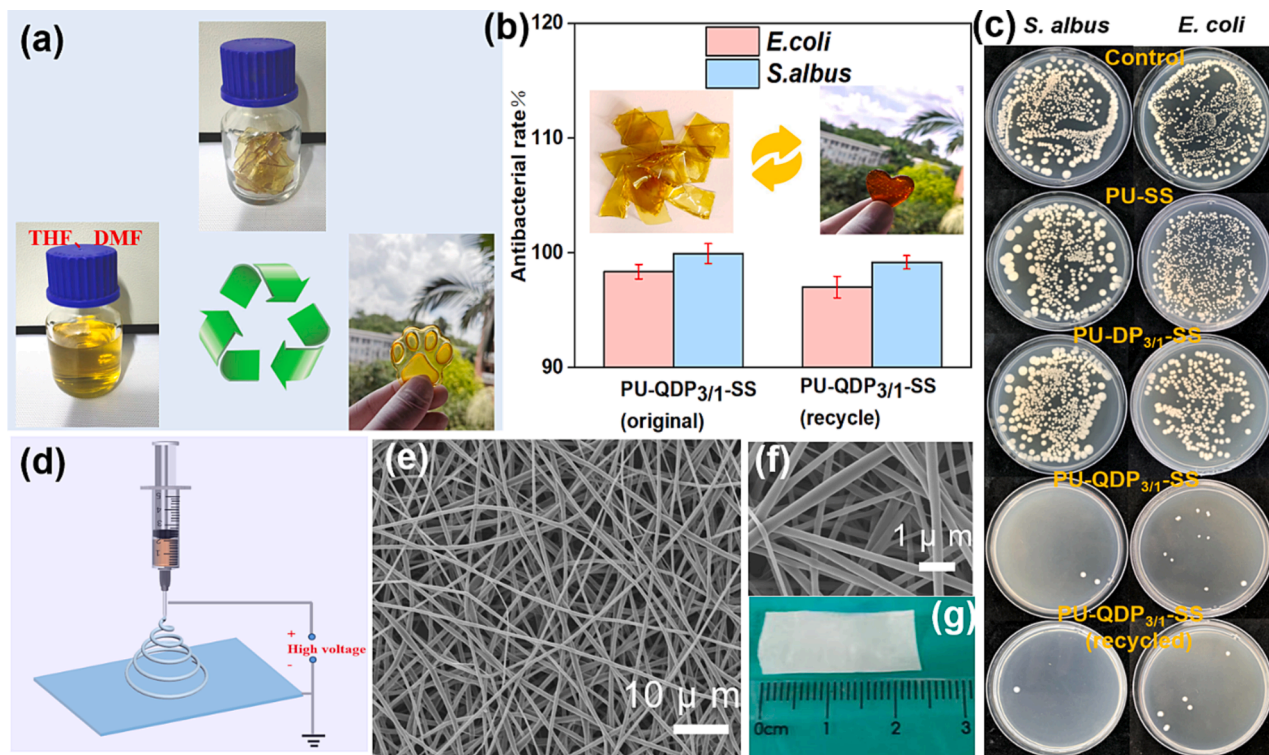 (a)
THF、DMF
(b)
120
110
100
90
Antibacterial rate%
E.coli
S.albus
PU-QDP3/1-SS
(original)
PU-QDP3/1-SS
(recycle)
(c)
S. albus
E. coli
Control
PU-SS
PU-DP3/1-SS
PU-QDP3/1-SS
PU-QDP3/1-SS
(recycled)
(d)
+
High voltage
-
(e)
10 μ m
(f)
1 μ m
(g)
0cm 1 2 3